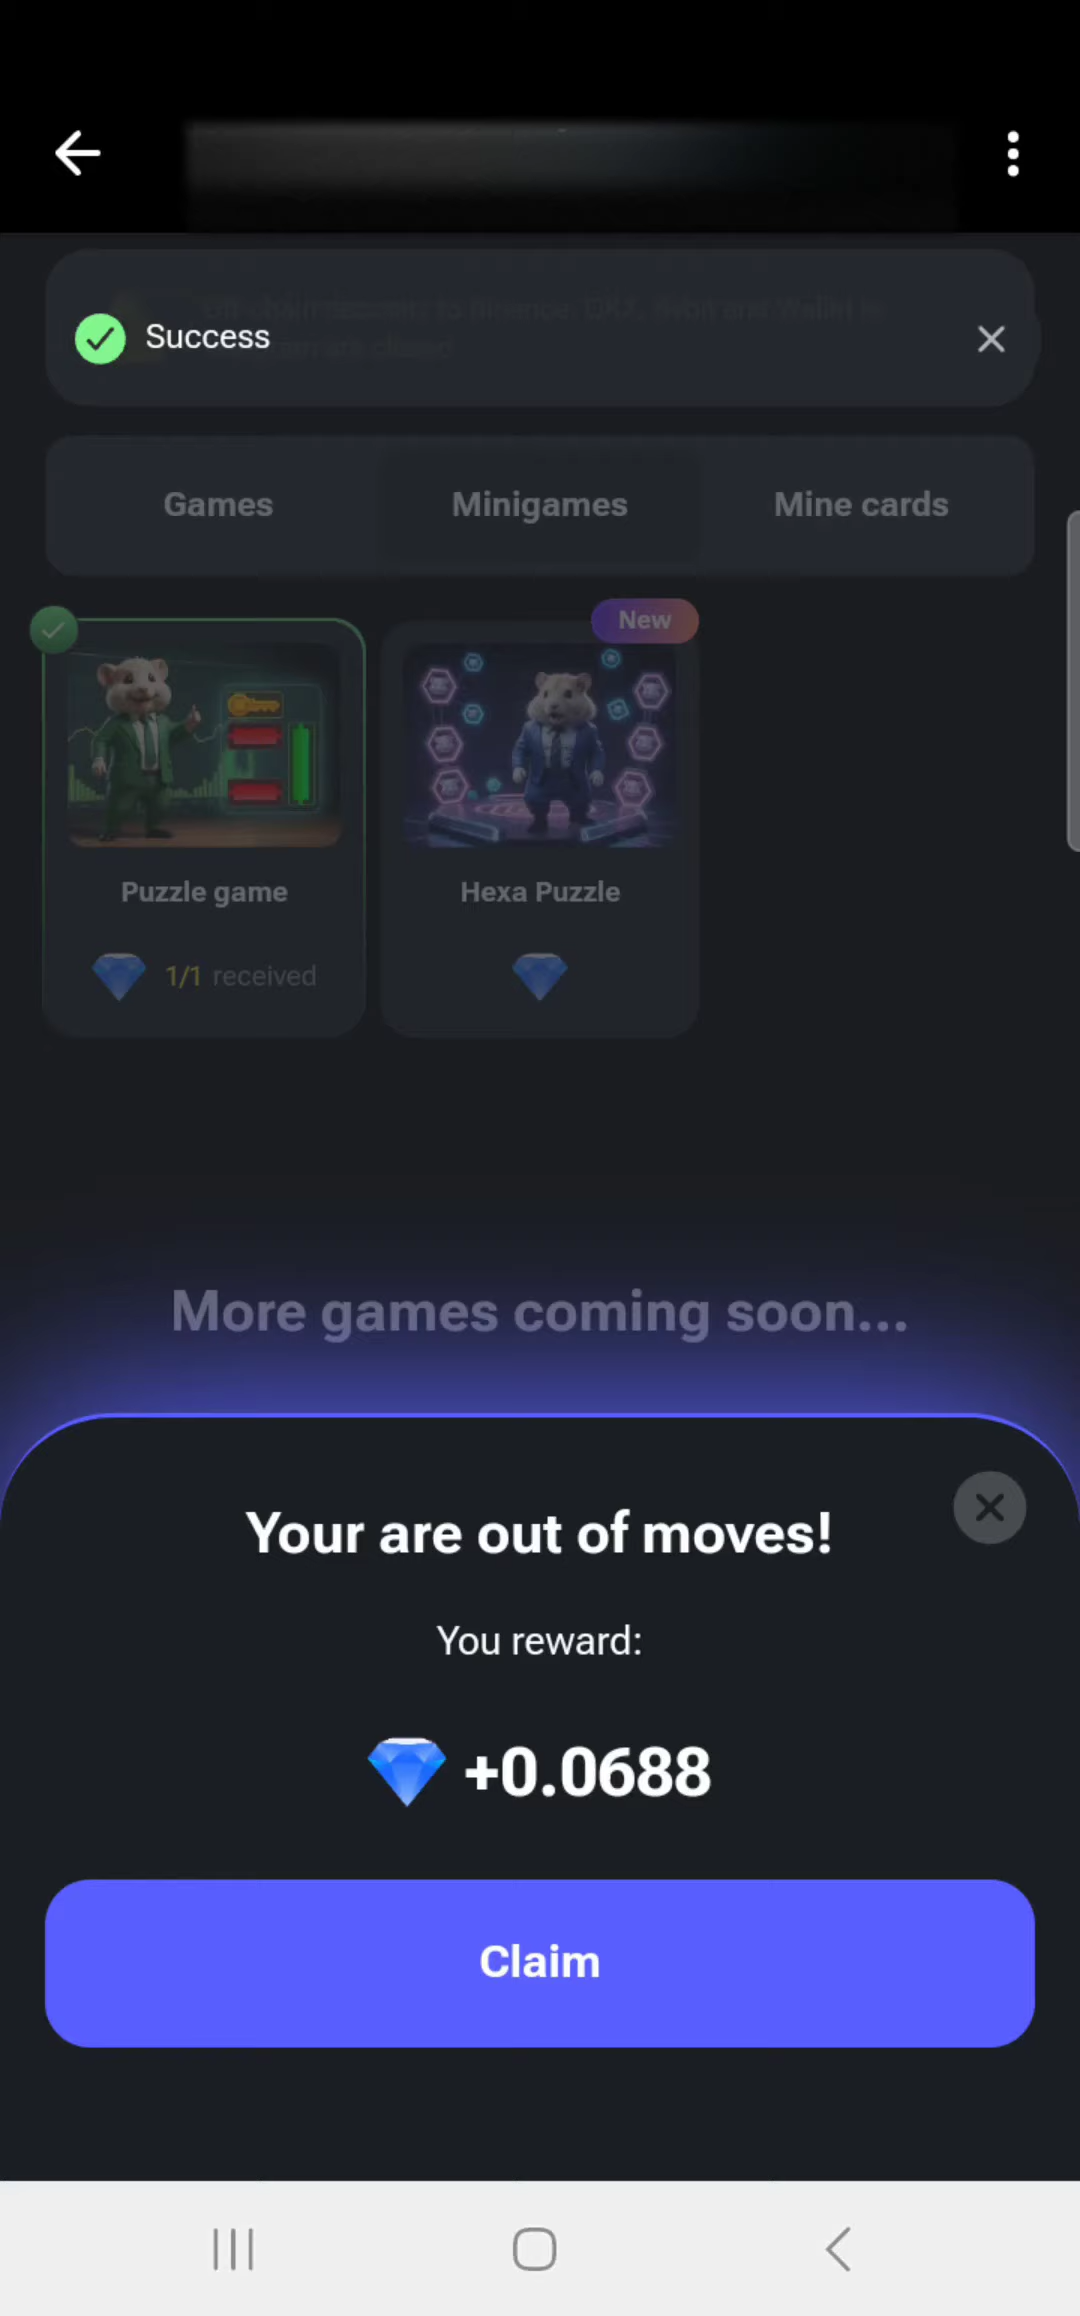 Success
Games
Minigames
Mine cards
New
Puzzle game
Hexa Puzzle
1/1 received
More games coming soon...
Your are out of moves!
You reward:
+0.0688
Claim